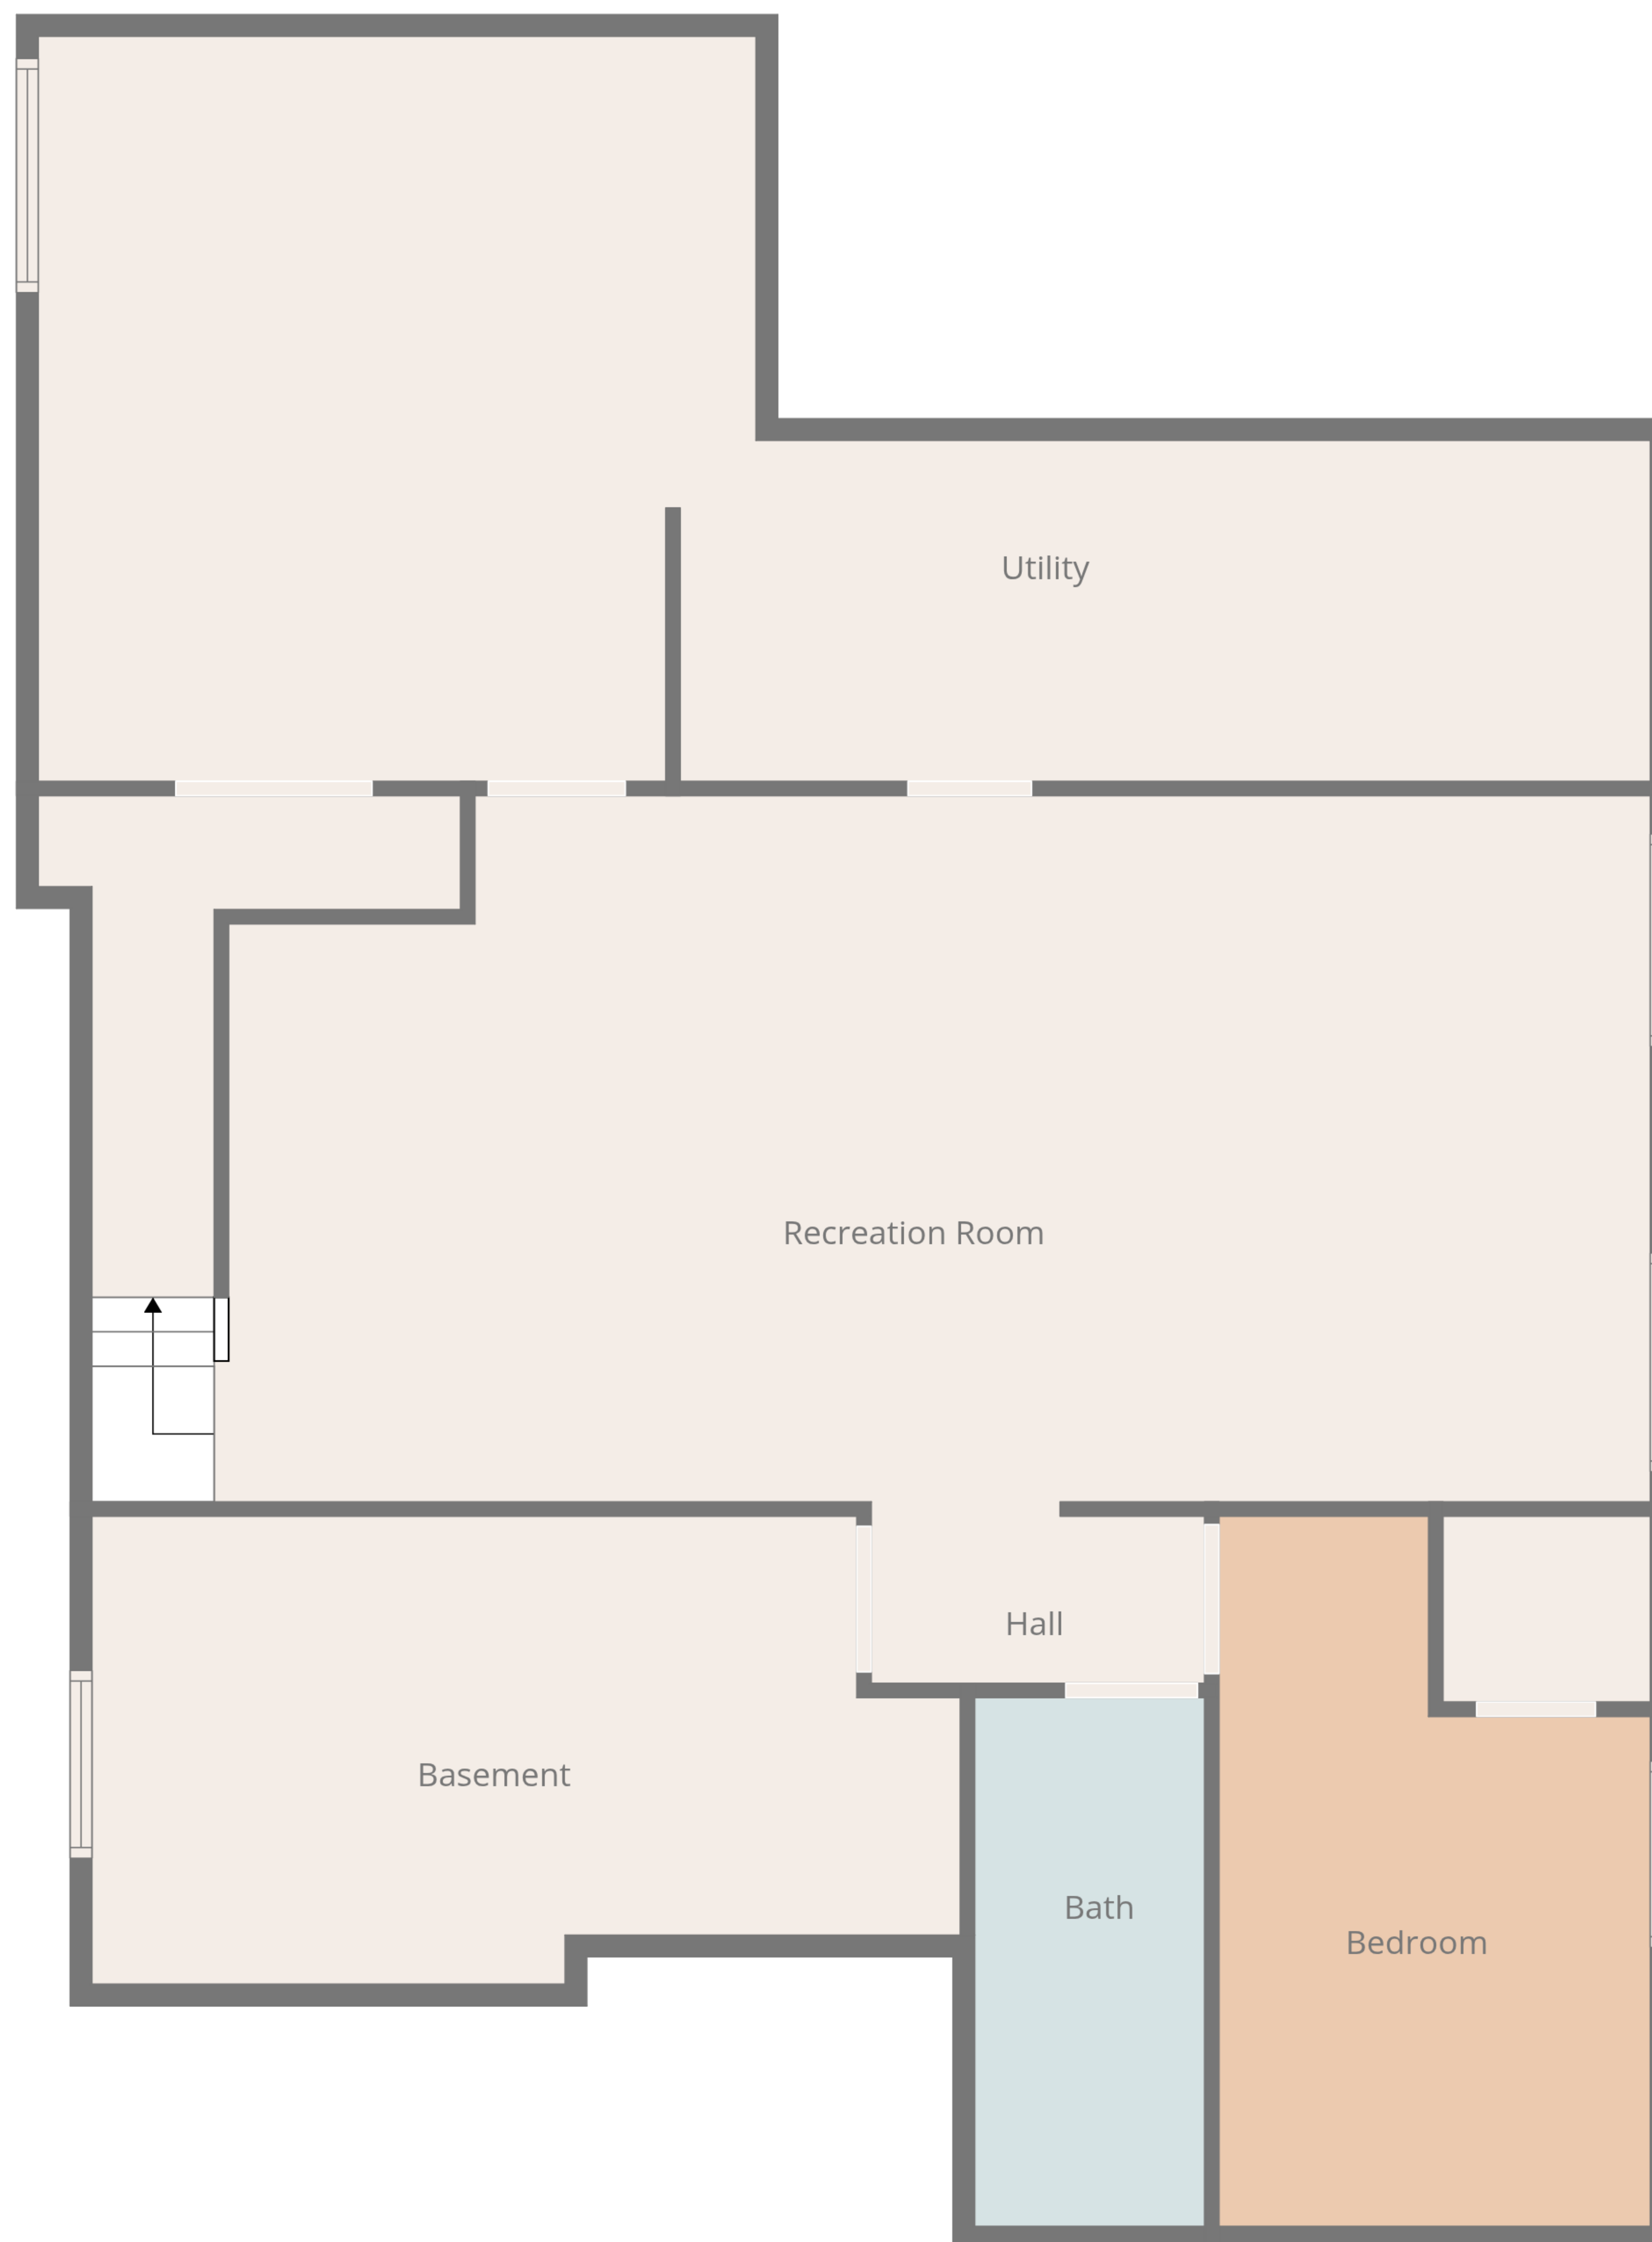 Utility
Recreation Room
Hall
Basement
Bath
Bedroom